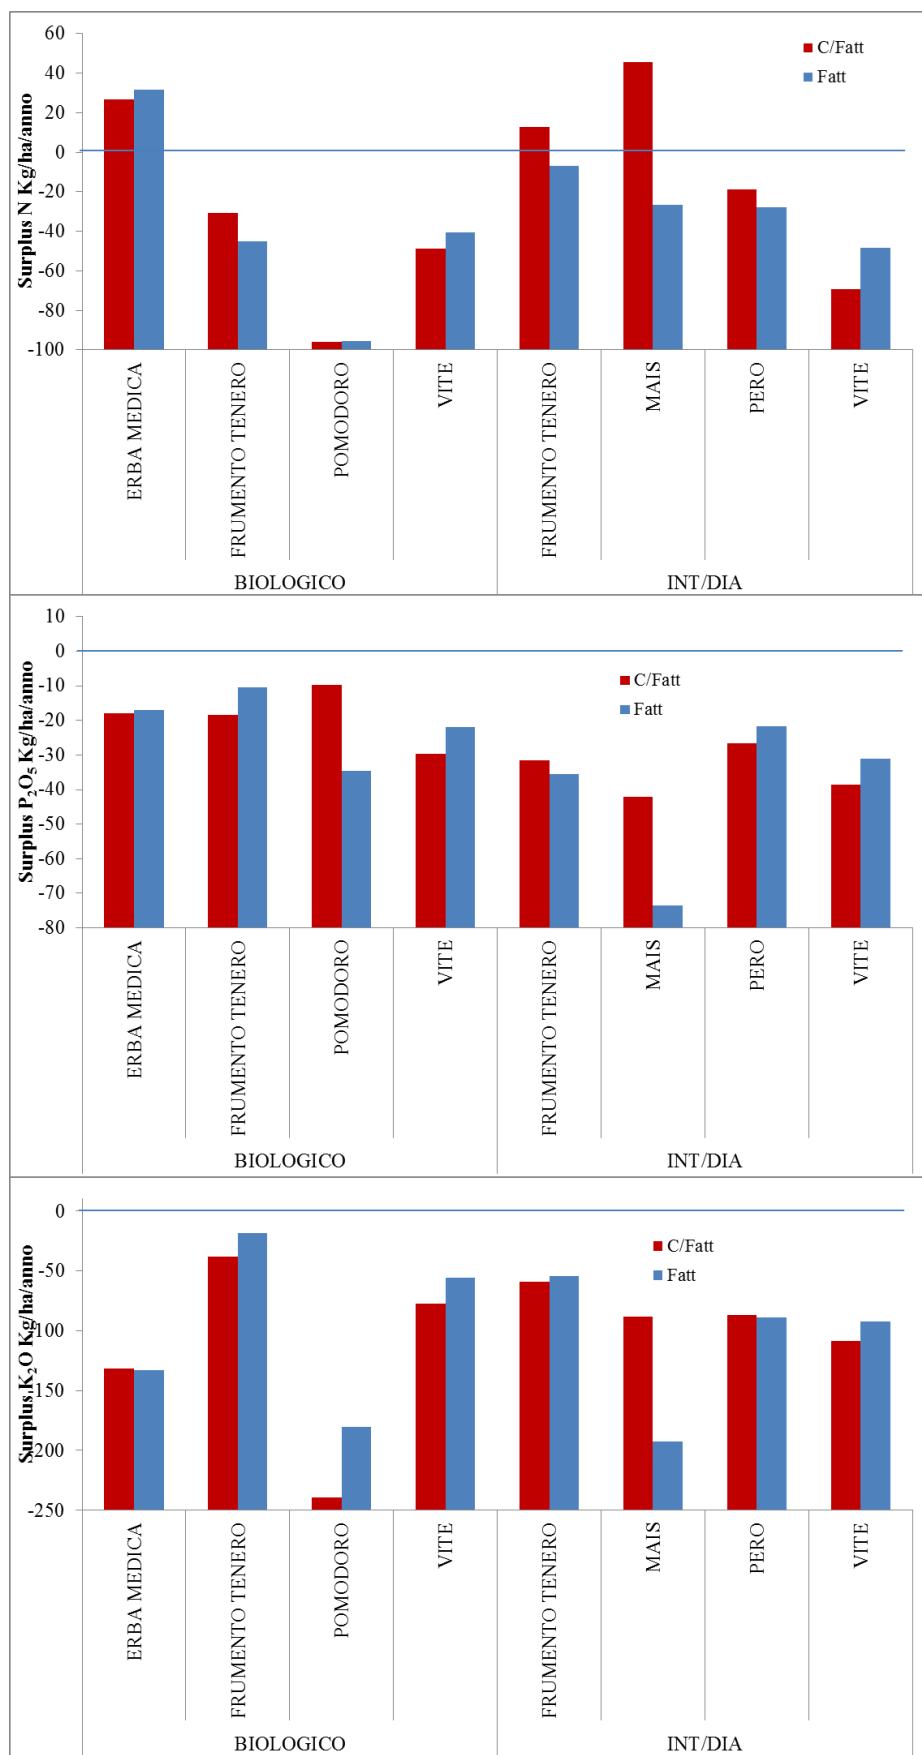 60
40
20
0
-20
-40
-60
-80
-100
Surplus N Kg/ha/anno
C/Fatt
Fatt
ERBA MEDICA
FRUMENTO TENERO
POMODORO
VITE
FRUMENTO TENERO
MAIS
PERO
VITE
BIOLOGICO
INT/DIA
10
0
-10
-20
-30
-40
-50
-60
-70
-80
Surplus P₂O₅ Kg/ha/anno
C/Fatt
Fatt
ERBA MEDICA
FRUMENTO TENERO
POMODORO
VITE
FRUMENTO TENERO
MAIS
PERO
VITE
BIOLOGICO
INT/DIA
0
-50
-100
-150
-200
-250
Surplus K₂O Kg/ha/anno
C/Fatt
Fatt
ERBA MEDICA
FRUMENTO TENERO
POMODORO
VITE
FRUMENTO TENERO
MAIS
PERO
VITE
BIOLOGICO
INT/DIA